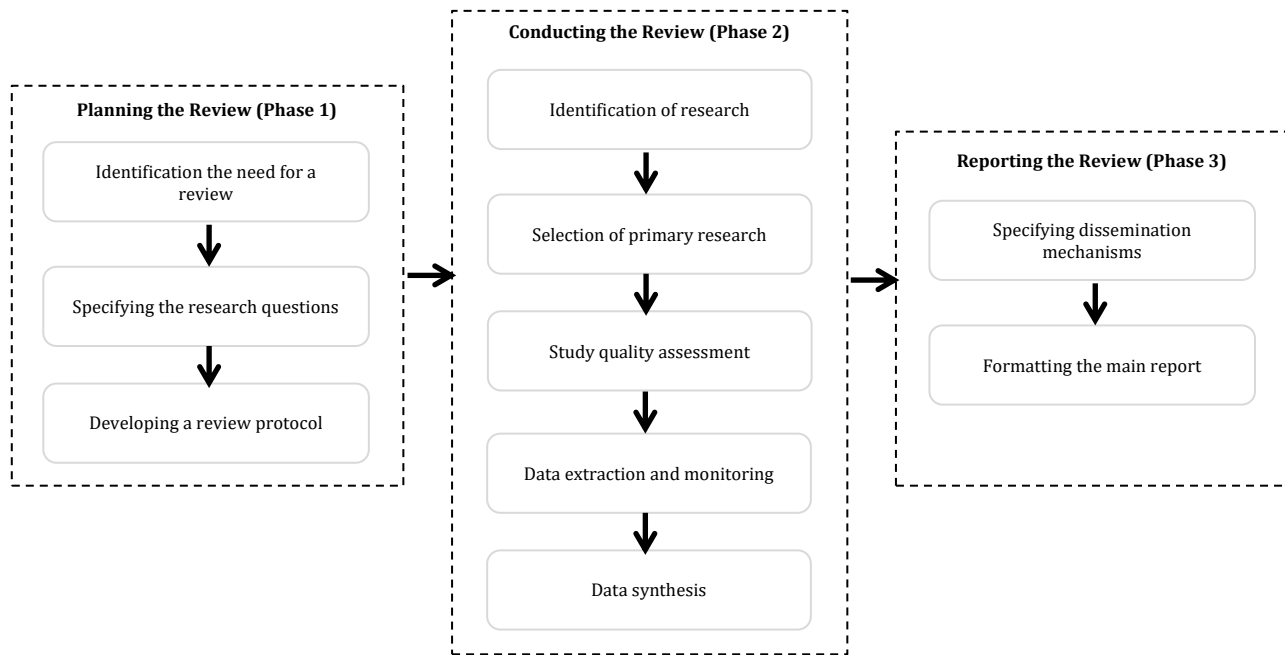 Planning the Review (Phase 1)
Identification the need for a
review
Specifying the research questions
Developing a review protocol
Conducting the Review (Phase 2)
Identification of research
Selection of primary research
Study quality assessment
Data extraction and monitoring
Data synthesis
Reporting the Review (Phase 3)
Specifying dissemination
mechanisms
Formatting the main report